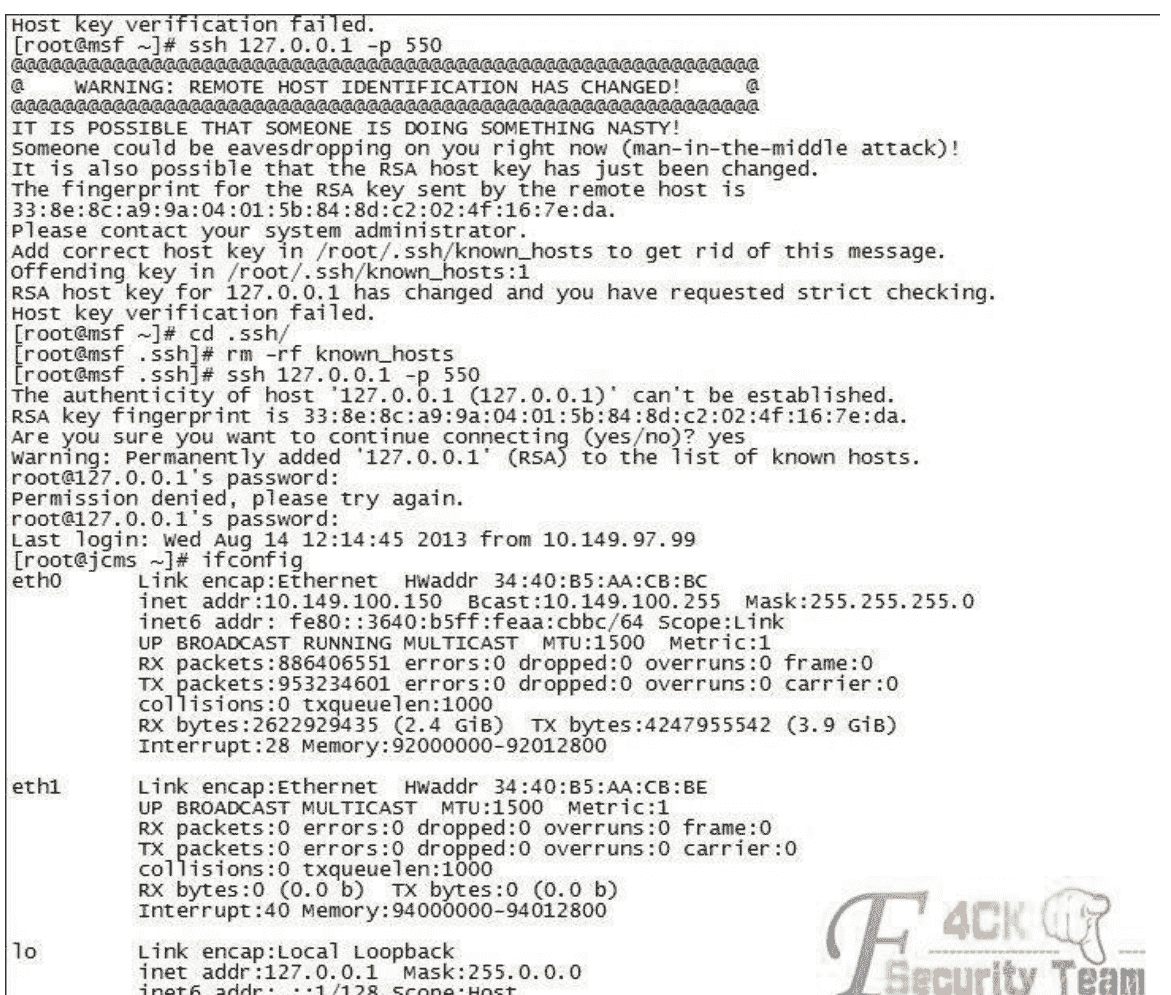 Host key verification failed.
[root@msf ~]# ssh 127.0.0.1 -p 550
@@@@@@@@@@@@@@@@@@@@@@@@@@@@@@@@@@@@@@@@@@@@@@@@@@@@@@@@@@@
@    WARNING: REMOTE HOST IDENTIFICATION HAS CHANGED!     @
@@@@@@@@@@@@@@@@@@@@@@@@@@@@@@@@@@@@@@@@@@@@@@@@@@@@@@@@@@@
IT IS POSSIBLE THAT SOMEONE IS DOING SOMETHING NASTY!
Someone could be eavesdropping on you right now (man-in-the-middle attack)!
It is also possible that the RSA host key has just been changed.
The fingerprint for the RSA key sent by the remote host is
33:8e:8c:a9:9a:04:01:5b:84:8d:c2:02:4f:16:7e:da.
Please contact your system administrator.
Add correct host key in /root/.ssh/known_hosts to get rid of this message.
Offending key in /root/.ssh/known_hosts:1
RSA host key for 127.0.0.1 has changed and you have requested strict checking.
Host key verification failed.
[root@msf ~]# cd .ssh/
[root@msf .ssh]# rm -rf known_hosts
[root@msf .ssh]# ssh 127.0.0.1 -p 550
The authenticity of host '127.0.0.1 (127.0.0.1)' can't be established.
RSA key fingerprint is 33:8e:8c:a9:9a:04:01:5b:84:8d:c2:02:4f:16:7e:da.
Are you sure you want to continue connecting (yes/no)? yes
Warning: Permanently added '127.0.0.1' (RSA) to the list of known hosts.
root@127.0.0.1's password:
Permission denied, please try again.
root@127.0.0.1's password:
Last login: Wed Aug 14 12:14:45 2013 from 10.149.97.99
[root@jcms ~]# ifconfig
eth0      Link encap:Ethernet  HWaddr 34:40:B5:AA:CB:BC
          inet addr:10.149.100.150  Bcast:10.149.100.255  Mask:255.255.255.0
          inet6 addr: fe80::3640:b5ff:feaa:cbbc/64 Scope:Link
          UP BROADCAST RUNNING MULTICAST  MTU:1500  Metric:1
          RX packets:886406551 errors:0 dropped:0 overruns:0 frame:0
          TX packets:953234601 errors:0 dropped:0 overruns:0 carrier:0
          collisions:0 txqueuelen:1000
          RX bytes:2622929435 (2.4 GiB)  TX bytes:4247955542 (3.9 GiB)
          Interrupt:28 Memory:92000000-92012800
eth1      Link encap:Ethernet  HWaddr 34:40:B5:AA:CB:BE
          UP BROADCAST MULTICAST  MTU:1500  Metric:1
          RX packets:0 errors:0 dropped:0 overruns:0 frame:0
          TX packets:0 errors:0 dropped:0 overruns:0 carrier:0
          collisions:0 txqueuelen:1000
          RX bytes:0 (0.0 b)  TX bytes:0 (0.0 b)
          Interrupt:40 Memory:94000000-94012800
lo        Link encap:Local Loopback
          inet addr:127.0.0.1  Mask:255.0.0.0
          inet6 addr: ::1/128 Scope:Host
F4CK
Security Team